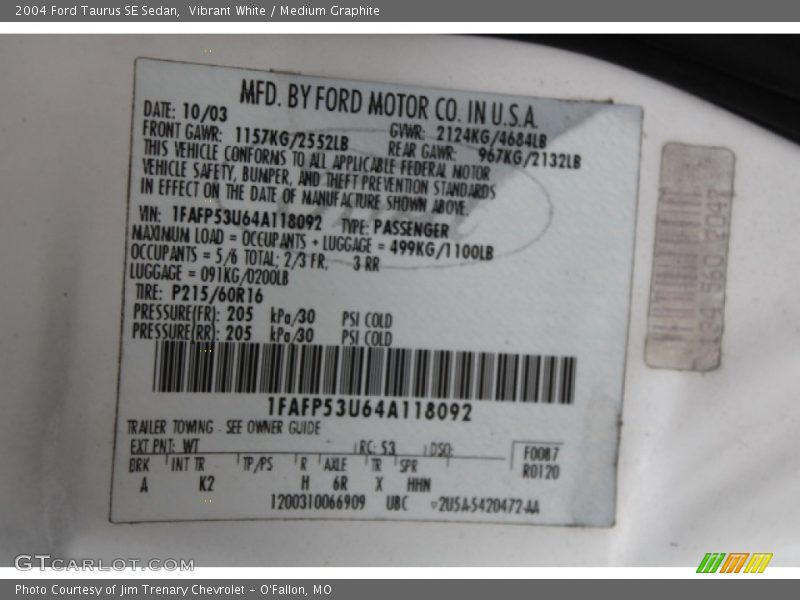 2004 Ford Taurus SE Sedan,  Vibrant White / Medium Graphite
MFD. BY FORD MOTOR CO. IN U.S.A.
DATE: 10/03 GVWR: 2124KG/4684LB
FRONT GAWR: 1157KG/2552LB REAR GAWR: 967KG/2132LB
THIS VEHICLE CONFORMS TO ALL APPLICABLE FEDERAL MOTOR
VEHICLE SAFETY, BUMPER, AND THEFT PREVENTION STANDARDS
IN EFFECT ON THE DATE OF MANUFACTURE SHOWN ABOVE.
VIN: 1FAFP53U64A118092 TYPE: PASSENGER
MAXIMUM LOAD = OCCUPANTS + LUGGAGE = 499KG/1100LB
OCCUPANTS = 5/6 TOTAL; 2/3 FR, 3 RR
LUGGAGE = 091KG/0200LB
TIRE: P215/60R16
PRESSURE(FR): 205 kPa/30 PSI COLD
PRESSURE(RR): 205 kPa/30 PSI COLD
1FAFP53U64A118092
TRAILER TOWING - SEE OWNER GUIDE
EXT PNT: WT RC: 53 DSO: F0087
BRK INT TR TP/PS R AXLE TR SPR R0120
A K2 H 6R X HHN
1200310066909 UBC 2U5A-5420472-AA
GTCARLOT.COM
Photo Courtesy of Jim Trenary Chevrolet - O'Fallon, MO